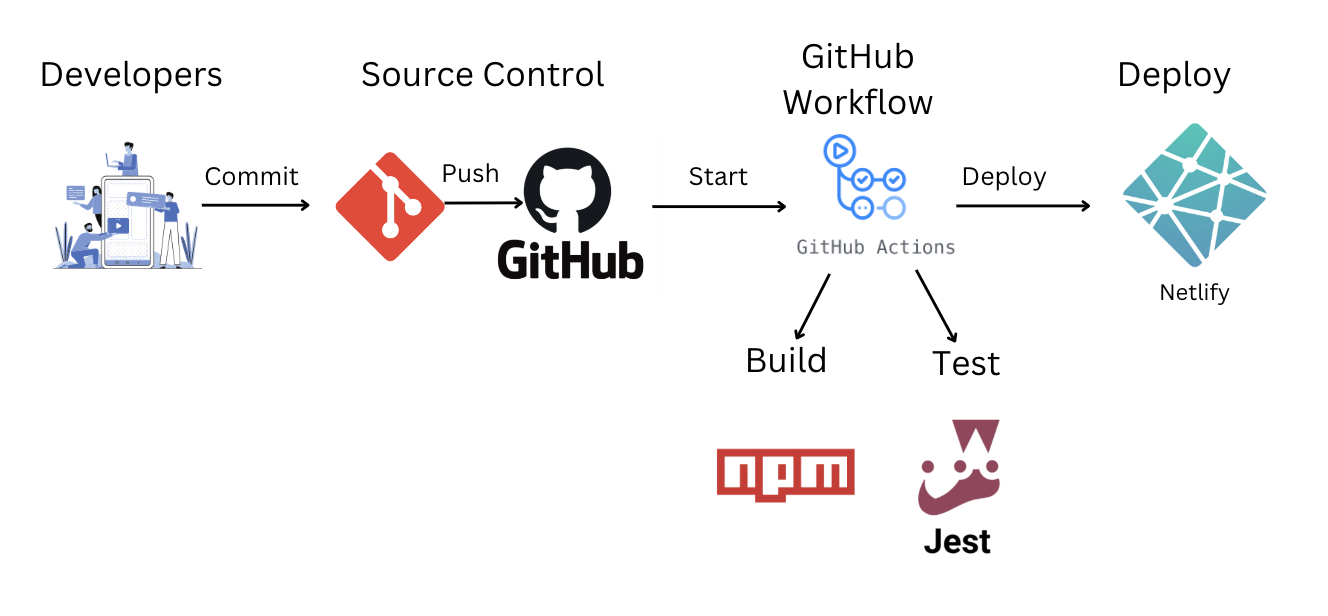 Developers
Source Control
GitHub
Workflow
Deploy
Commit
Push
GitHub
Start
GitHub Actions
Deploy
Netlify
Build
Test
npm
Jest